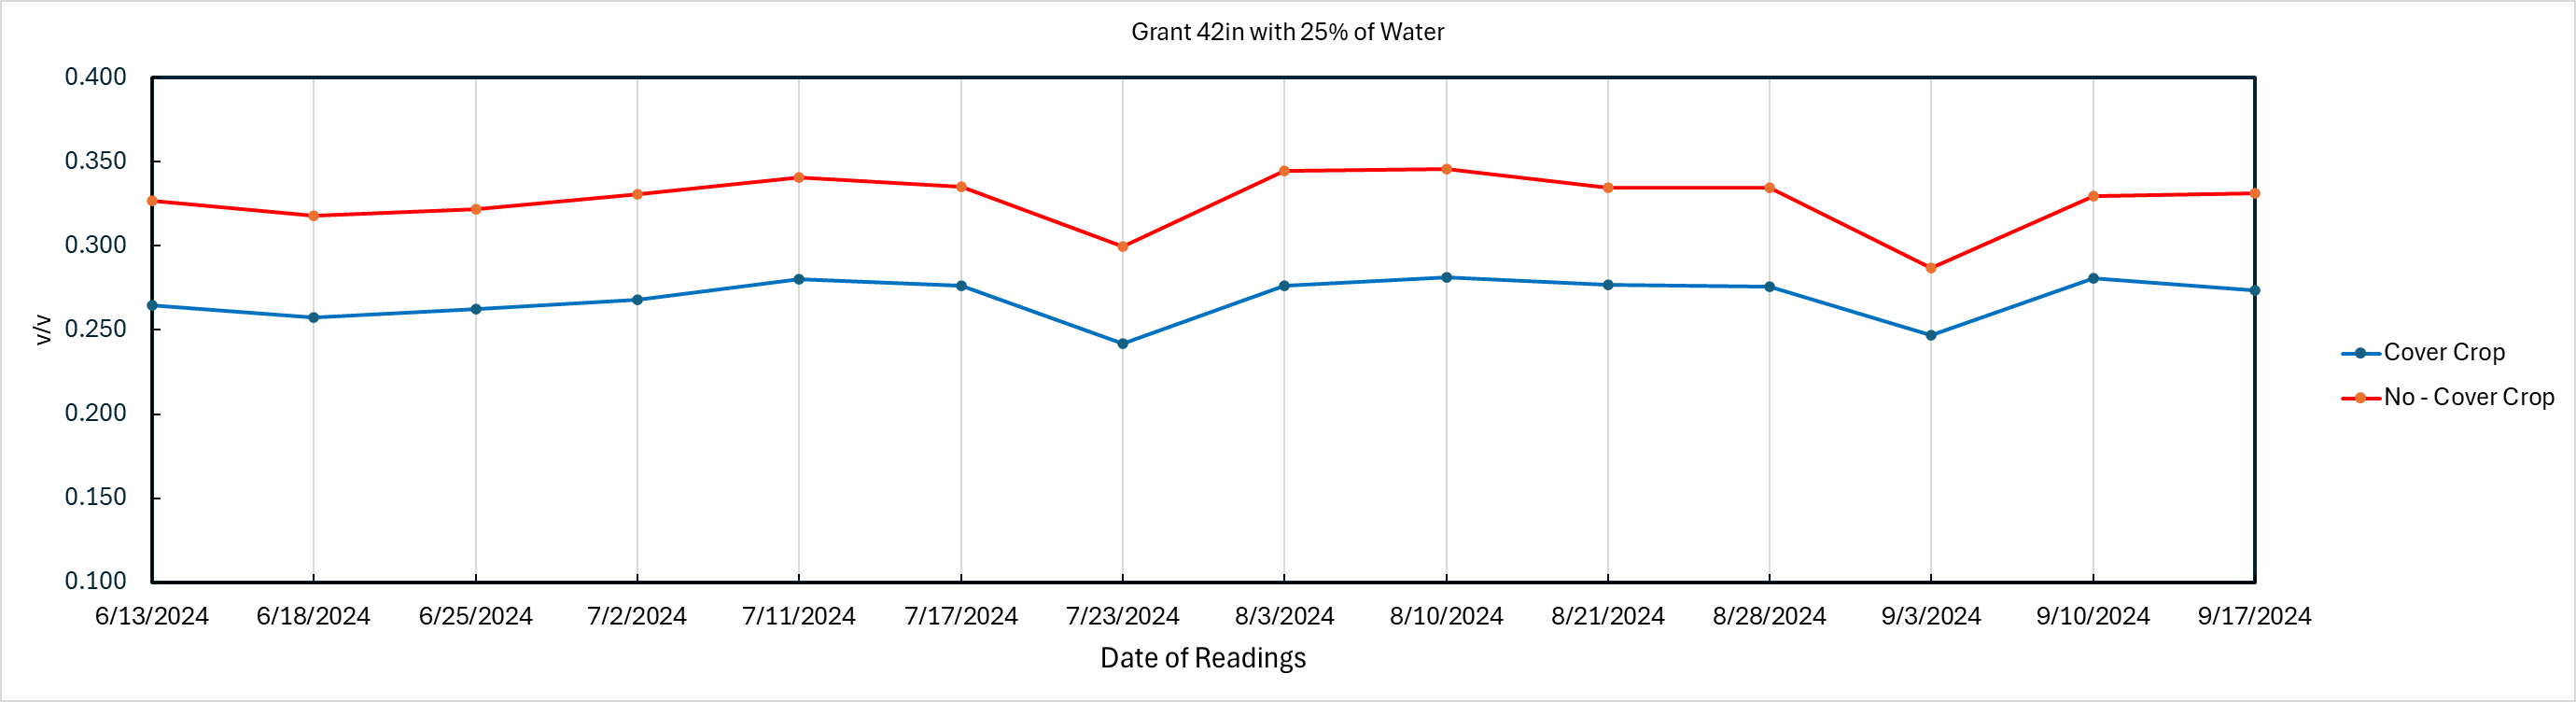 Grant 42in with 25% of Water
0.400
0.350
0.300
0.250
0.200
0.150
0.100
v/v
6/13/2024 6/18/2024 6/25/2024 7/2/2024 7/11/2024 7/17/2024 7/23/2024 8/3/2024 8/10/2024 8/21/2024 8/28/2024 9/3/2024 9/10/2024 9/17/2024
Date of Readings
Cover Crop
No - Cover Crop